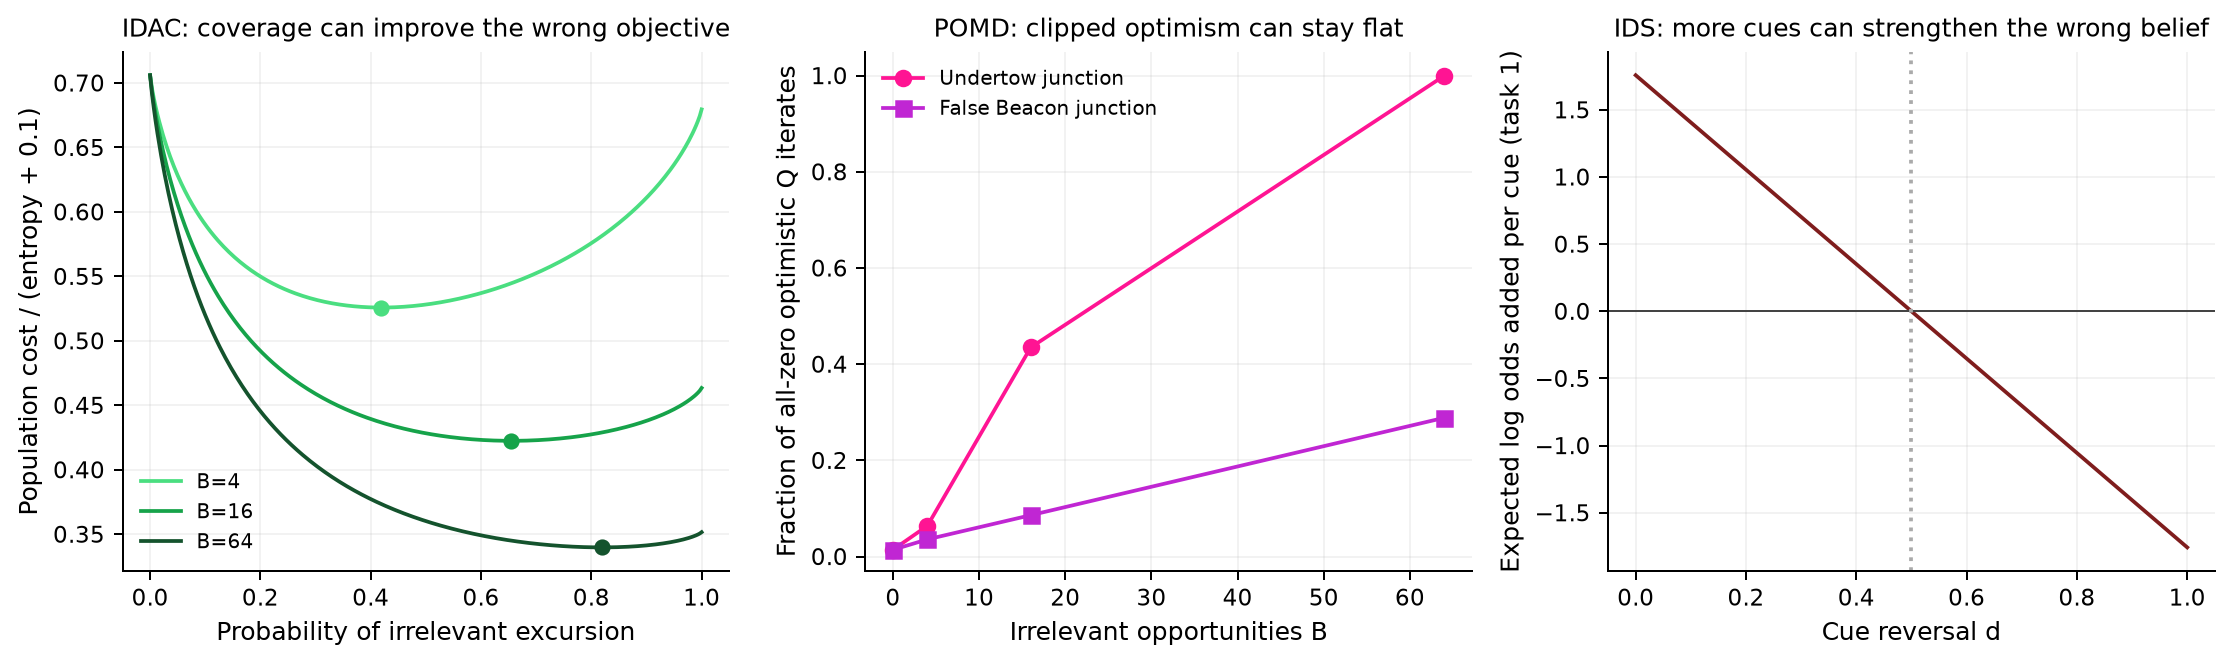 IDAC: coverage can improve the wrong objective
Population cost / (entropy + 0.1)
0.70
0.65
0.60
0.55
0.50
0.45
0.40
0.35
B=4
B=16
B=64
0.0 0.2 0.4 0.6 0.8 1.0
Probability of irrelevant excursion
POMD: clipped optimism can stay flat
Fraction of all-zero optimistic Q iterates
1.0
0.8
0.6
0.4
0.2
0.0
Undertow junction
False Beacon junction
0 10 20 30 40 50 60
Irrelevant opportunities B
IDS: more cues can strengthen the wrong belief
Expected log odds added per cue (task 1)
1.5
1.0
0.5
0.0
−0.5
−1.0
−1.5
0.0 0.2 0.4 0.6 0.8 1.0
Cue reversal d